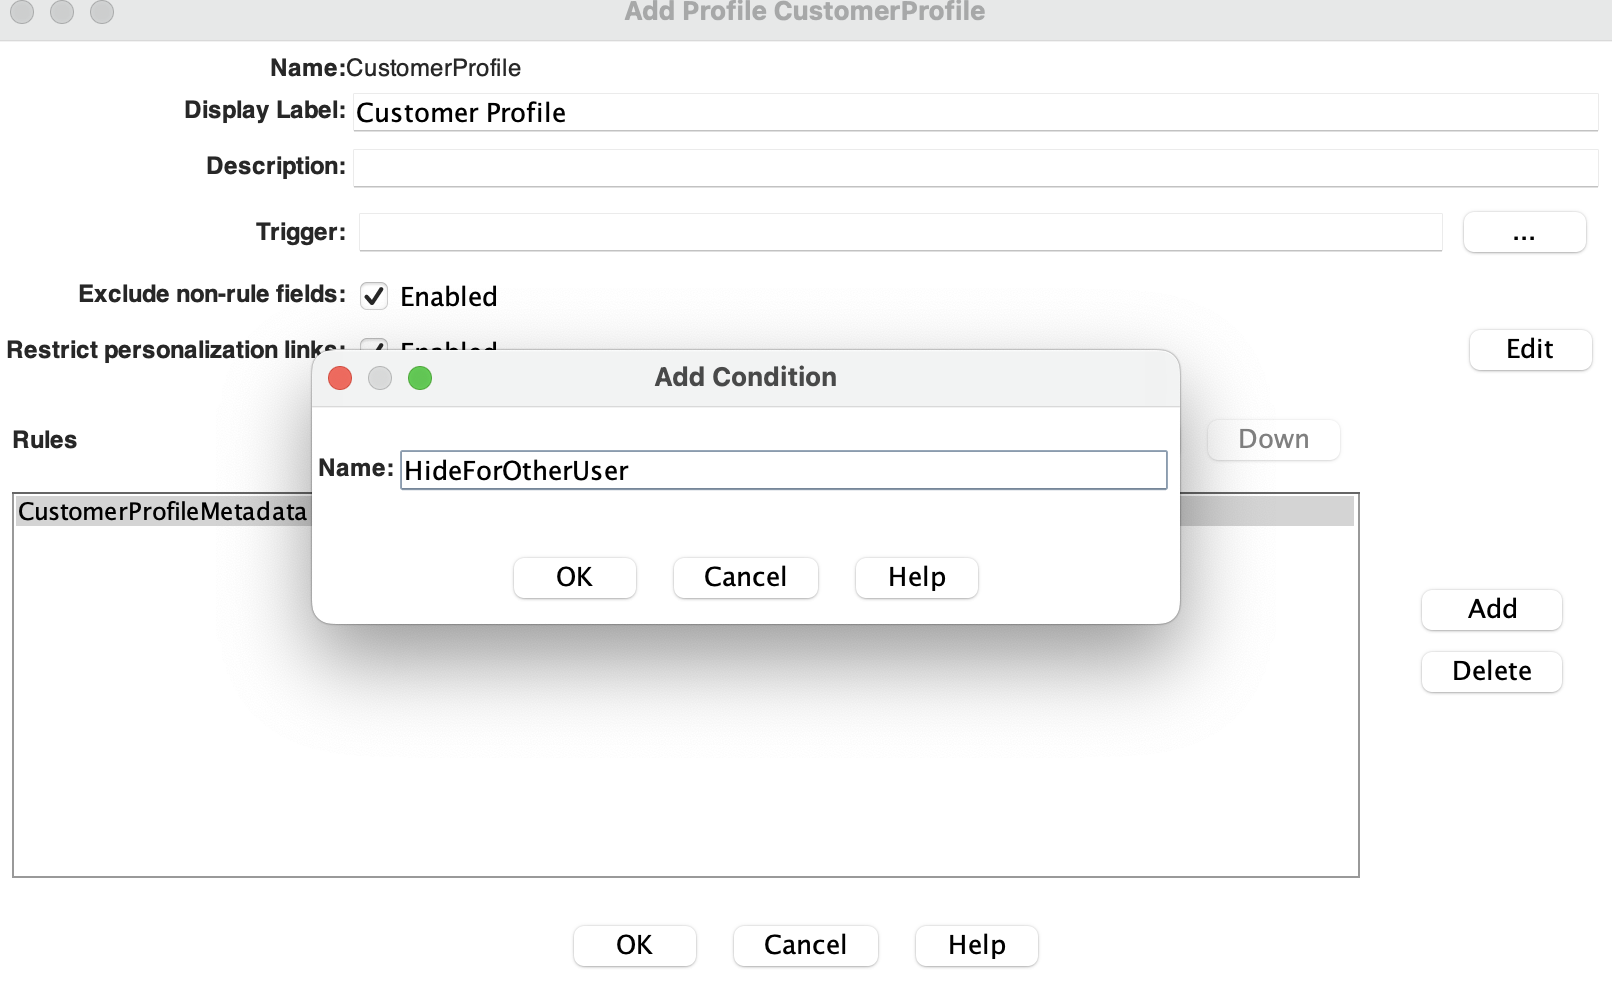 Add Profile CustomerProfile
Name:CustomerProfile
Display Label: Customer Profile
Description:
Trigger: ...
Exclude non-rule fields: Enabled
Restrict personalization links: Enabled Edit
Add Condition
Rules Down
Name: HideForOtherUser
CustomerProfileMetadata
OK Cancel Help
Add
Delete
OK Cancel Help